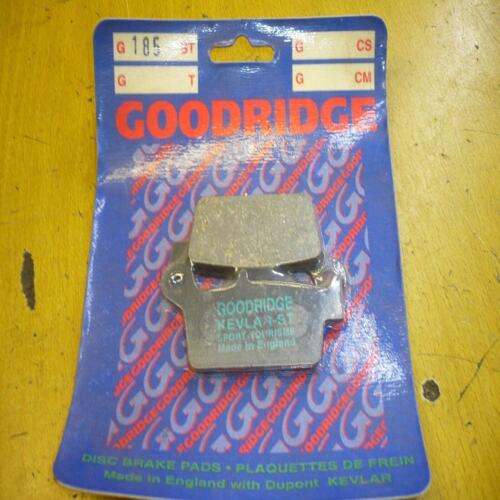 G 185 ST
G CS
G T
G CM
GOODRIDGE
GOODRIDGE
KEVLAR-ST
SPORT-TOURISME
Made in England
DISC BRAKE PADS • PLAQUETTES DE FREIN
Made in England with Dupont KEVLAR